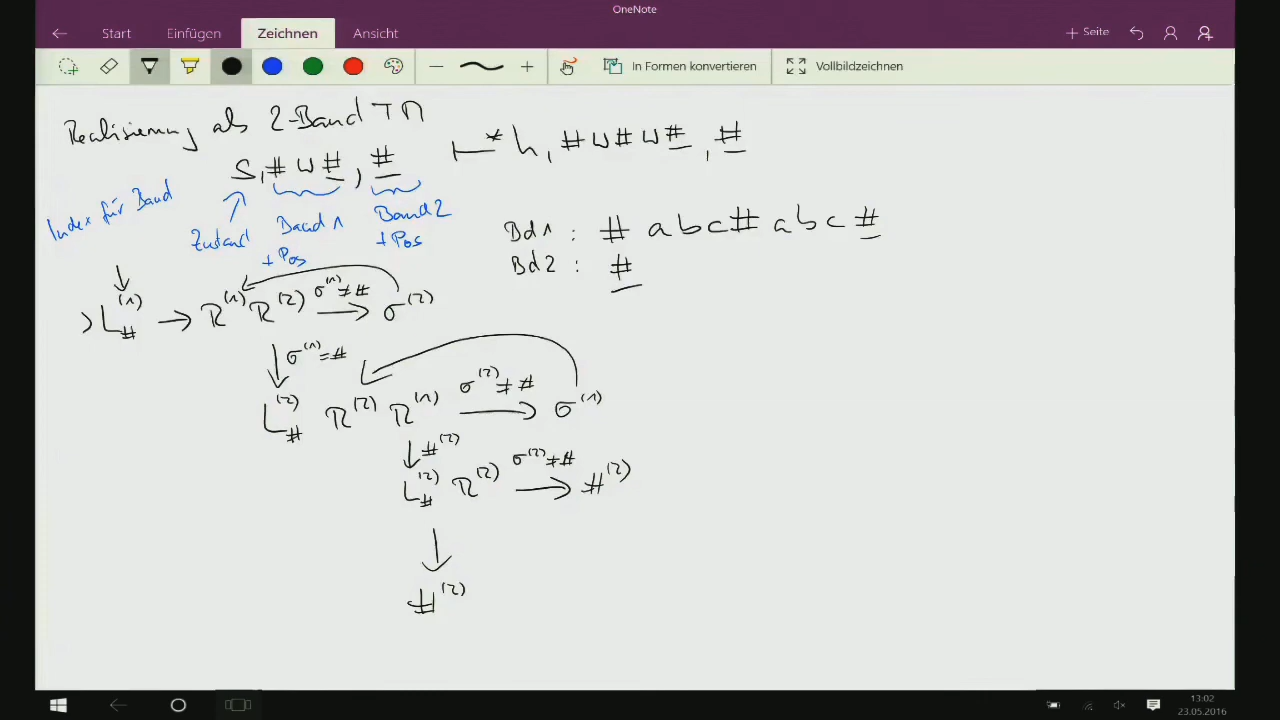 OneNote
Start Einfügen Zeichnen Ansicht
+ Seite
In Formen konvertieren Vollbildzeichnen
Realisierung als 2-Band TM
s, # w #, # ⊢* h, # w # w #, #
Index für Band
Zustand Band 1 + Pos Band 2 + Pos
Bd 1 : # abc # abc #
Bd 2 : #
> L#(1) → R(1) R(2) σ(1)≠# → σ(2)
↓ σ(1)=#
L#(2) R(2) R(1) σ(2)≠# → σ(1)
↓ #(2)
L#(2) R(2) σ(2)≠# → #(2)
↓
#(2)
13:02
23.05.2016